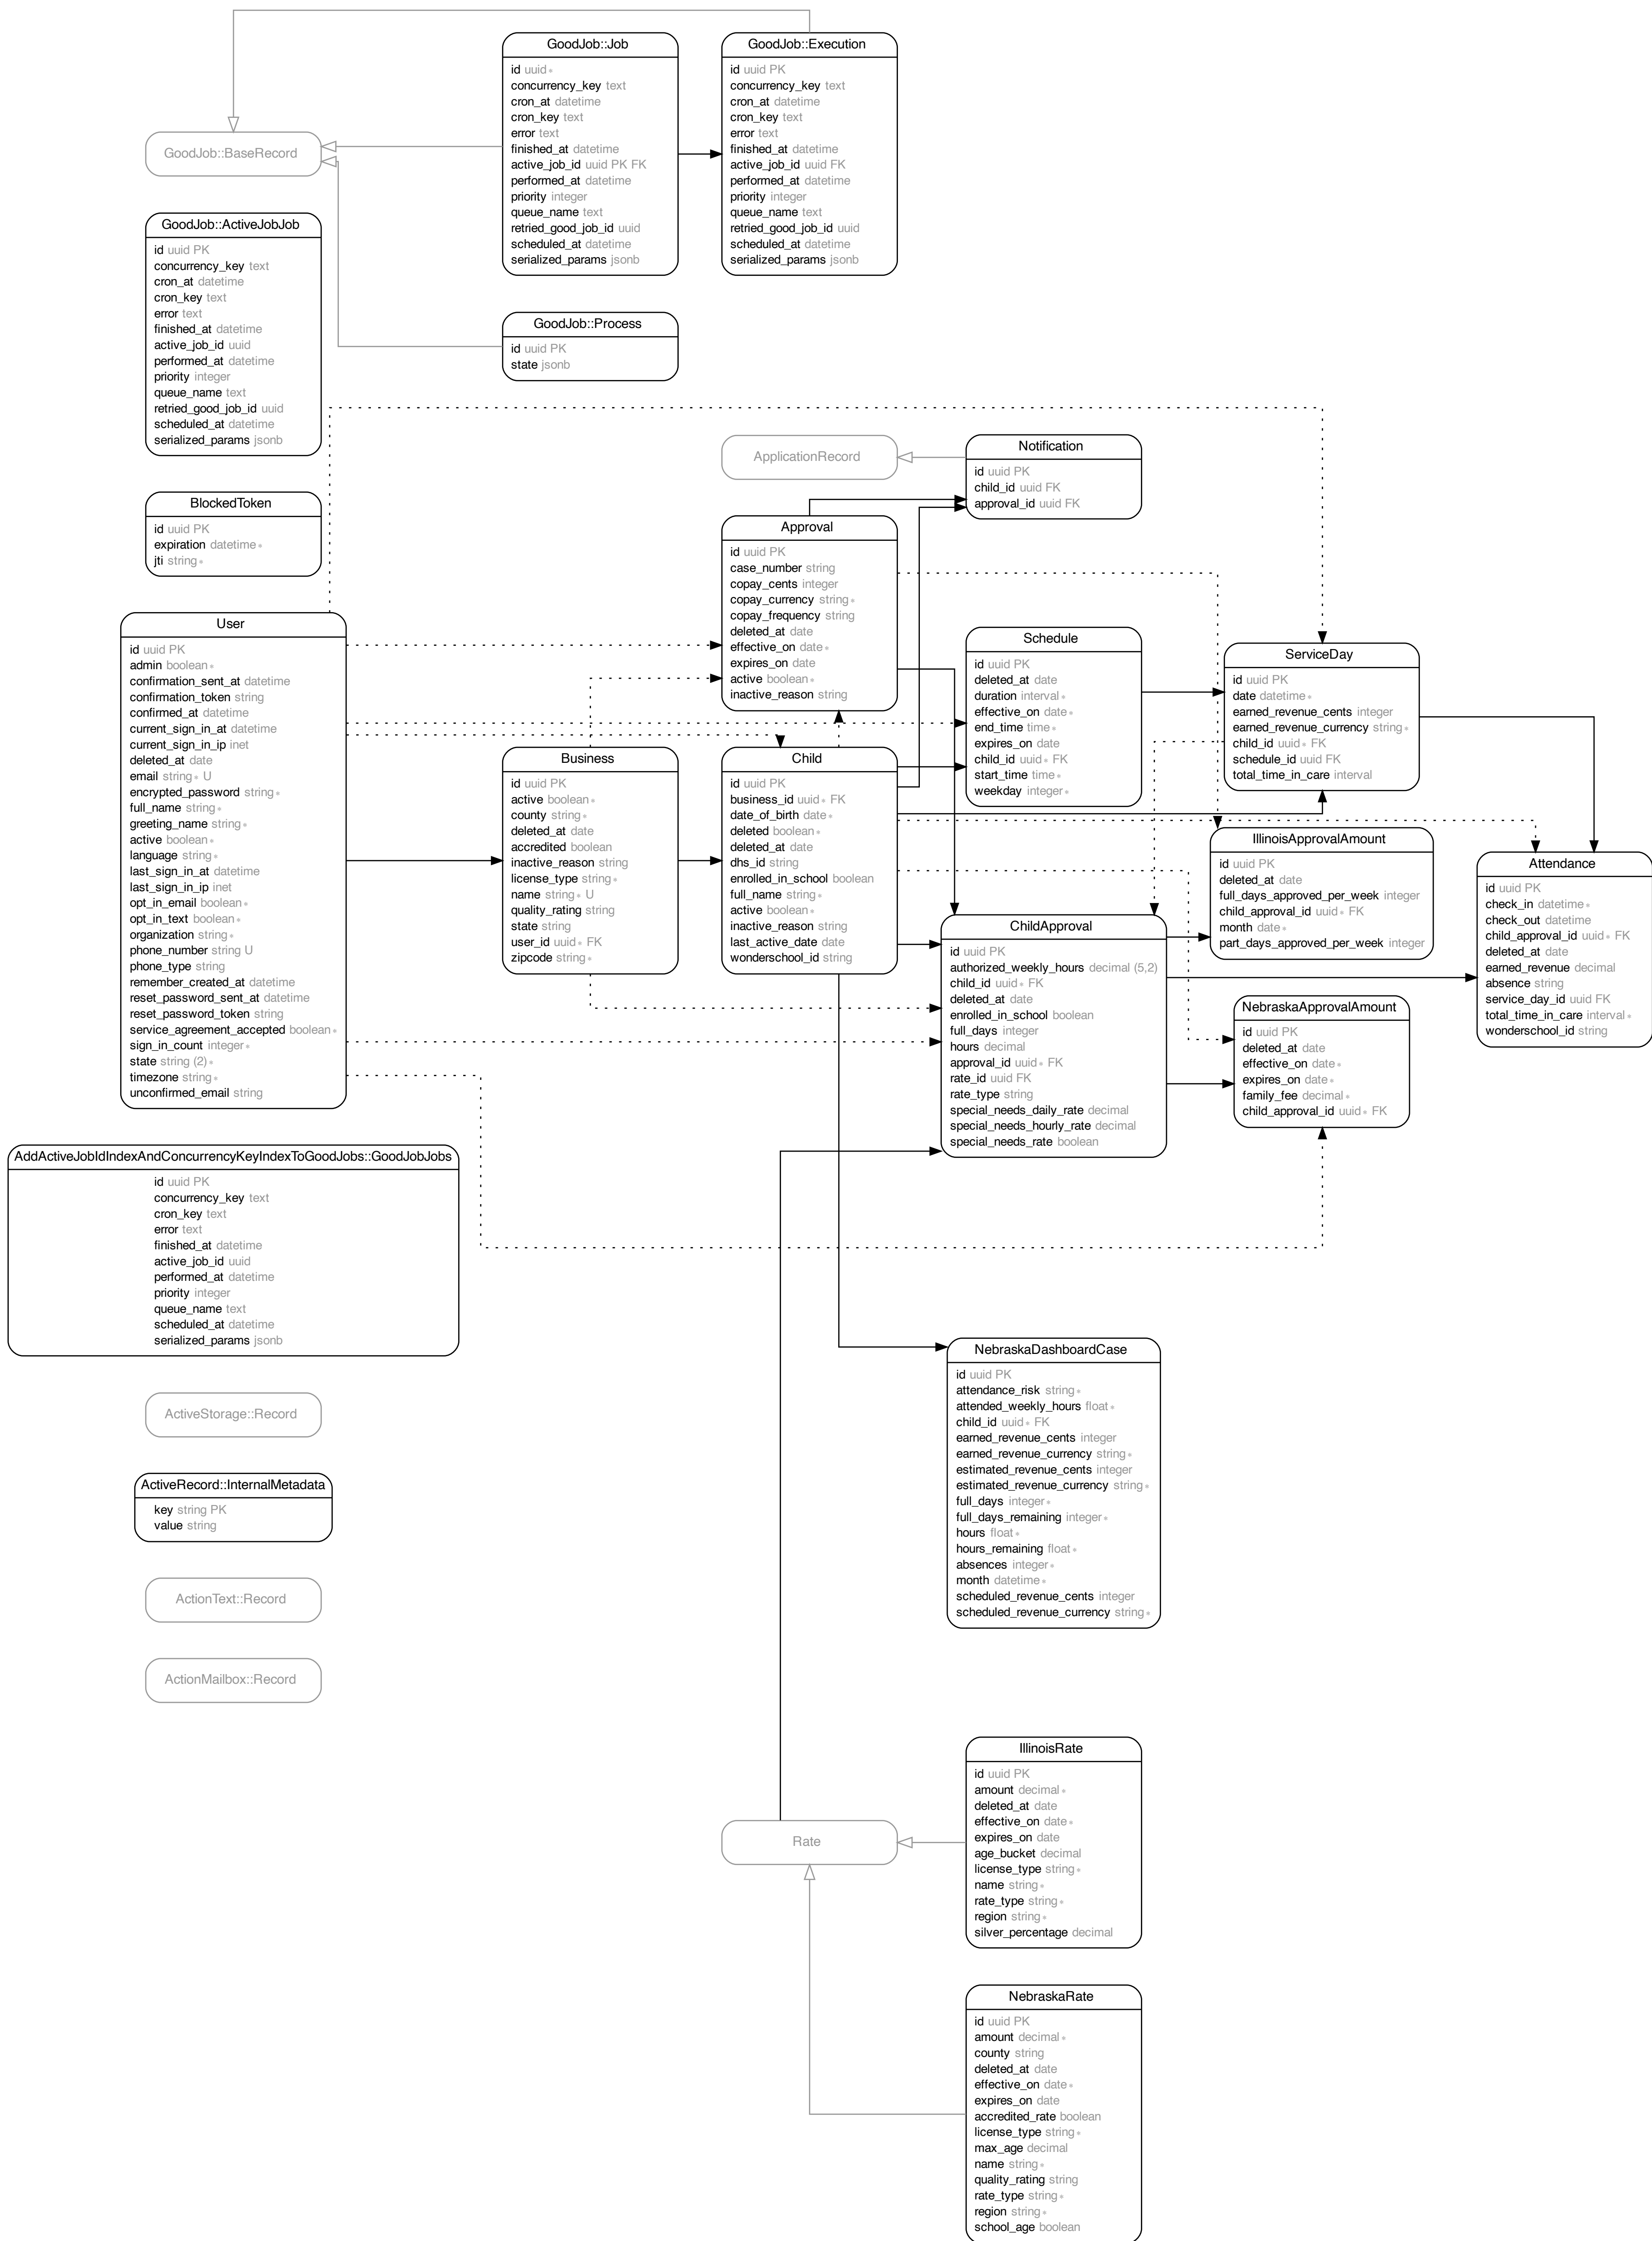 GoodJob::Job
id uuid ∗
concurrency_key text
cron_at datetime
cron_key text
error text
finished_at datetime
active_job_id uuid PK FK
performed_at datetime
priority integer
queue_name text
retried_good_job_id uuid
scheduled_at datetime
serialized_params jsonb
GoodJob::Execution
id uuid PK
concurrency_key text
cron_at datetime
cron_key text
error text
finished_at datetime
active_job_id uuid FK
performed_at datetime
priority integer
queue_name text
retried_good_job_id uuid
scheduled_at datetime
serialized_params jsonb
GoodJob::BaseRecord
GoodJob::ActiveJobJob
id uuid PK
concurrency_key text
cron_at datetime
cron_key text
error text
finished_at datetime
active_job_id uuid
performed_at datetime
priority integer
queue_name text
retried_good_job_id uuid
scheduled_at datetime
serialized_params jsonb
GoodJob::Process
id uuid PK
state jsonb
ApplicationRecord
Notification
id uuid PK
child_id uuid FK
approval_id uuid FK
BlockedToken
id uuid PK
expiration datetime ∗
jti string ∗
Approval
id uuid PK
case_number string
copay_cents integer
copay_currency string ∗
copay_frequency string
deleted_at date
effective_on date ∗
expires_on date
active boolean ∗
inactive_reason string
User
id uuid PK
admin boolean ∗
confirmation_sent_at datetime
confirmation_token string
confirmed_at datetime
current_sign_in_at datetime
current_sign_in_ip inet
deleted_at date
email string ∗ U
encrypted_password string ∗
full_name string ∗
greeting_name string ∗
active boolean ∗
language string ∗
last_sign_in_at datetime
last_sign_in_ip inet
opt_in_email boolean ∗
opt_in_text boolean ∗
organization string ∗
phone_number string U
phone_type string
remember_created_at datetime
reset_password_sent_at datetime
reset_password_token string
service_agreement_accepted boolean ∗
sign_in_count integer ∗
state string (2) ∗
timezone string ∗
unconfirmed_email string
Schedule
id uuid PK
deleted_at date
duration interval ∗
effective_on date ∗
end_time time ∗
expires_on date
child_id uuid ∗ FK
start_time time ∗
weekday integer ∗
ServiceDay
id uuid PK
date datetime ∗
earned_revenue_cents integer
earned_revenue_currency string ∗
child_id uuid ∗ FK
schedule_id uuid FK
total_time_in_care interval
Business
id uuid PK
active boolean ∗
county string ∗
deleted_at date
accredited boolean
inactive_reason string
license_type string ∗
name string ∗ U
quality_rating string
state string
user_id uuid ∗ FK
zipcode string ∗
Child
id uuid PK
business_id uuid ∗ FK
date_of_birth date ∗
deleted boolean ∗
deleted_at date
dhs_id string
enrolled_in_school boolean
full_name string ∗
active boolean ∗
inactive_reason string
last_active_date date
wonderschool_id string
IllinoisApprovalAmount
id uuid PK
deleted_at date
full_days_approved_per_week integer
child_approval_id uuid ∗ FK
month date ∗
part_days_approved_per_week integer
Attendance
id uuid PK
check_in datetime ∗
check_out datetime
child_approval_id uuid ∗ FK
deleted_at date
earned_revenue decimal
absence string
service_day_id uuid FK
total_time_in_care interval ∗
wonderschool_id string
ChildApproval
id uuid PK
authorized_weekly_hours decimal (5,2)
child_id uuid ∗ FK
deleted_at date
enrolled_in_school boolean
full_days integer
hours decimal
approval_id uuid ∗ FK
rate_id uuid FK
rate_type string
special_needs_daily_rate decimal
special_needs_hourly_rate decimal
special_needs_rate boolean
NebraskaApprovalAmount
id uuid PK
deleted_at date
effective_on date ∗
expires_on date ∗
family_fee decimal ∗
child_approval_id uuid ∗ FK
AddActiveJobIdIndexAndConcurrencyKeyIndexToGoodJobs::GoodJobJobs
id uuid PK
concurrency_key text
cron_key text
error text
finished_at datetime
active_job_id uuid
performed_at datetime
priority integer
queue_name text
scheduled_at datetime
serialized_params jsonb
NebraskaDashboardCase
id uuid PK
attendance_risk string ∗
attended_weekly_hours float ∗
child_id uuid ∗ FK
earned_revenue_cents integer
earned_revenue_currency string ∗
estimated_revenue_cents integer
estimated_revenue_currency string ∗
full_days integer ∗
full_days_remaining integer ∗
hours float ∗
hours_remaining float ∗
absences integer ∗
month datetime ∗
scheduled_revenue_cents integer
scheduled_revenue_currency string ∗
ActiveStorage::Record
ActiveRecord::InternalMetadata
key string PK
value string
ActionText::Record
ActionMailbox::Record
Rate
IllinoisRate
id uuid PK
amount decimal ∗
deleted_at date
effective_on date ∗
expires_on date
age_bucket decimal
license_type string ∗
name string ∗
rate_type string ∗
region string ∗
silver_percentage decimal
NebraskaRate
id uuid PK
amount decimal ∗
county string
deleted_at date
effective_on date ∗
expires_on date
accredited_rate boolean
license_type string ∗
max_age decimal
name string ∗
quality_rating string
rate_type string ∗
region string ∗
school_age boolean